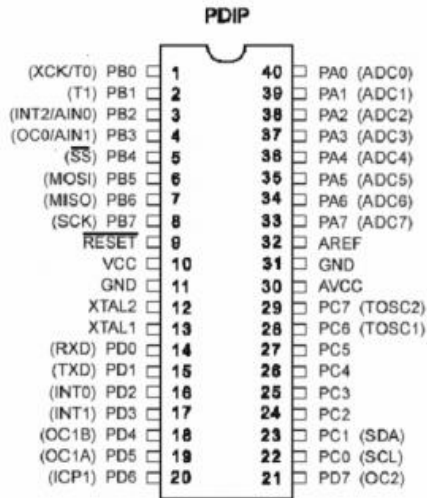 PDIP
(XCK/T0) PB0 1 40 PA0 (ADC0)
(T1) PB1 2 39 PA1 (ADC1)
(INT2/AIN0) PB2 3 38 PA2 (ADC2)
(OC0/AIN1) PB3 4 37 PA3 (ADC3)
(SS) PB4 5 36 PA4 (ADC4)
(MOSI) PB5 6 35 PA5 (ADC5)
(MISO) PB6 7 34 PA6 (ADC6)
(SCK) PB7 8 33 PA7 (ADC7)
RESET 9 32 AREF
VCC 10 31 GND
GND 11 30 AVCC
XTAL2 12 29 PC7 (TOSC2)
XTAL1 13 28 PC6 (TOSC1)
(RXD) PD0 14 27 PC5
(TXD) PD1 15 26 PC4
(INT0) PD2 16 25 PC3
(INT1) PD3 17 24 PC2
(OC1B) PD4 18 23 PC1 (SDA)
(OC1A) PD5 19 22 PC0 (SCL)
(ICP1) PD6 20 21 PD7 (OC2)